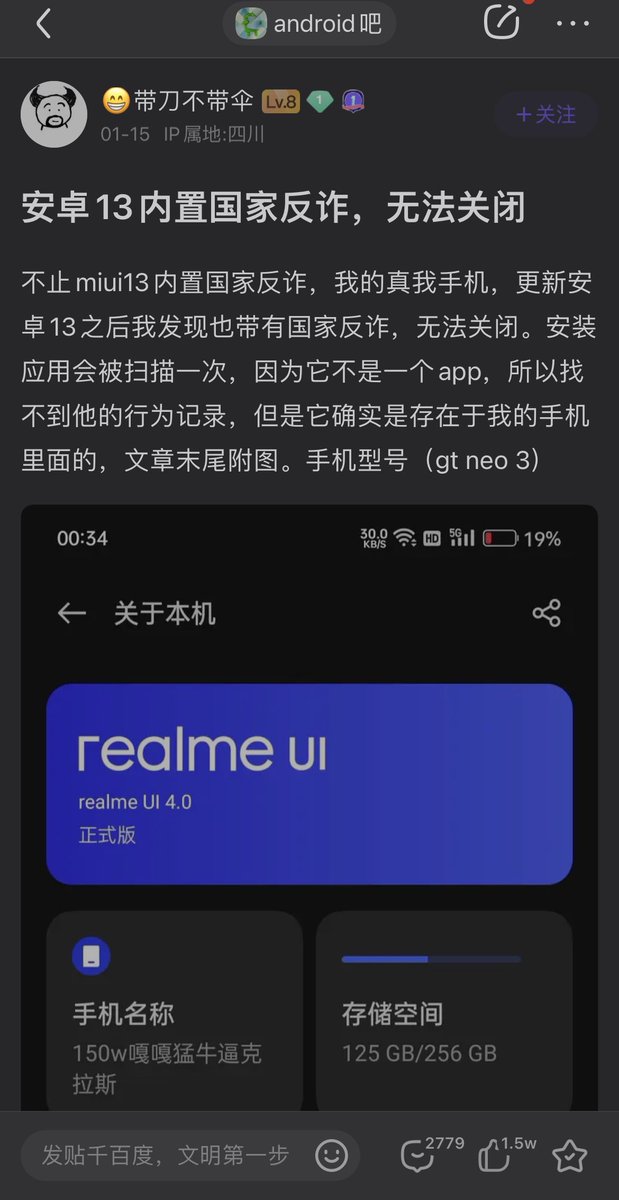 android吧
😁带刀不带伞 Lv.8 1 1
01-15 IP属地:四川
+关注
安卓13内置国家反诈，无法关闭
不止miui13内置国家反诈，我的真我手机，更新安
卓13之后我发现也带有国家反诈，无法关闭。安装
应用会被扫描一次，因为它不是一个app，所以找
不到他的行为记录，但是它确实是存在于我的手机
里面的，文章末尾附图。手机型号（gt neo 3）
00:34
30.0 KB/S HD 5G 19%
关于本机
realme UI
realme UI 4.0
正式版
手机名称
150w嘎嘎猛牛逼克
拉斯
存储空间
125 GB/256 GB
发贴千百度，文明第一步
2779
1.5w